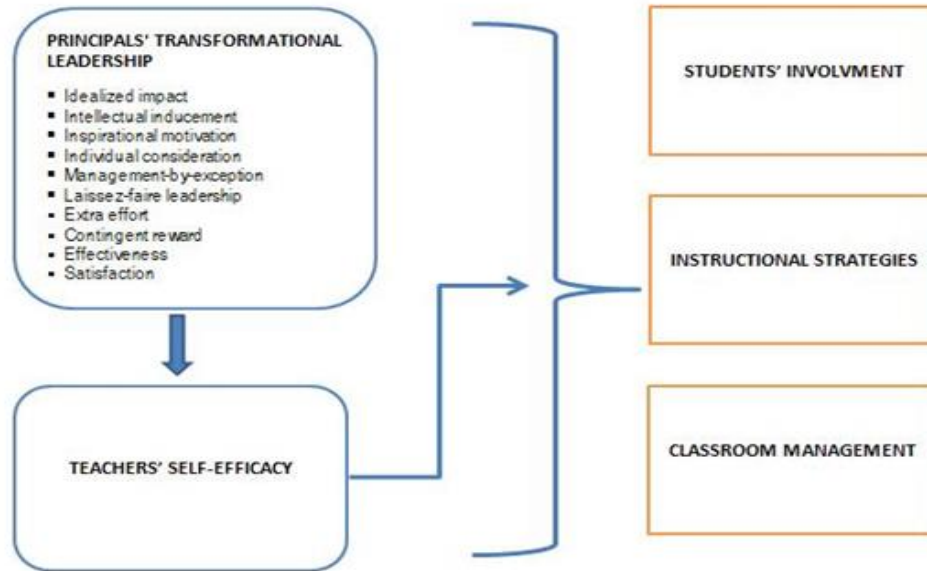 PRINCIPALS' TRANSFORMATIONAL
LEADERSHIP
▪ Idealized impact
▪ Intellectual inducement
▪ Inspirational motivation
▪ Individual consideration
▪ Management-by-exception
▪ Laissez-faire leadership
▪ Extra effort
▪ Contingent reward
▪ Effectiveness
▪ Satisfaction
TEACHERS' SELF-EFFICACY
STUDENTS' INVOLVMENT
INSTRUCTIONAL STRATEGIES
CLASSROOM MANAGEMENT